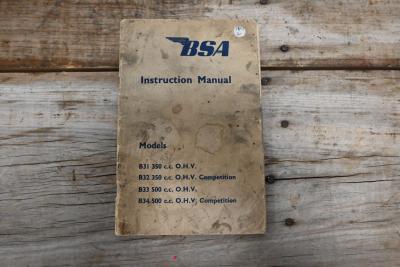 BSA
Instruction Manual
Models
B31 350 c.c. O.H.V.
B32 350 c.c. O.H.V. Competition
B33 500 c.c. O.H.V.
B34 500 c.c. O.H.V. Competition